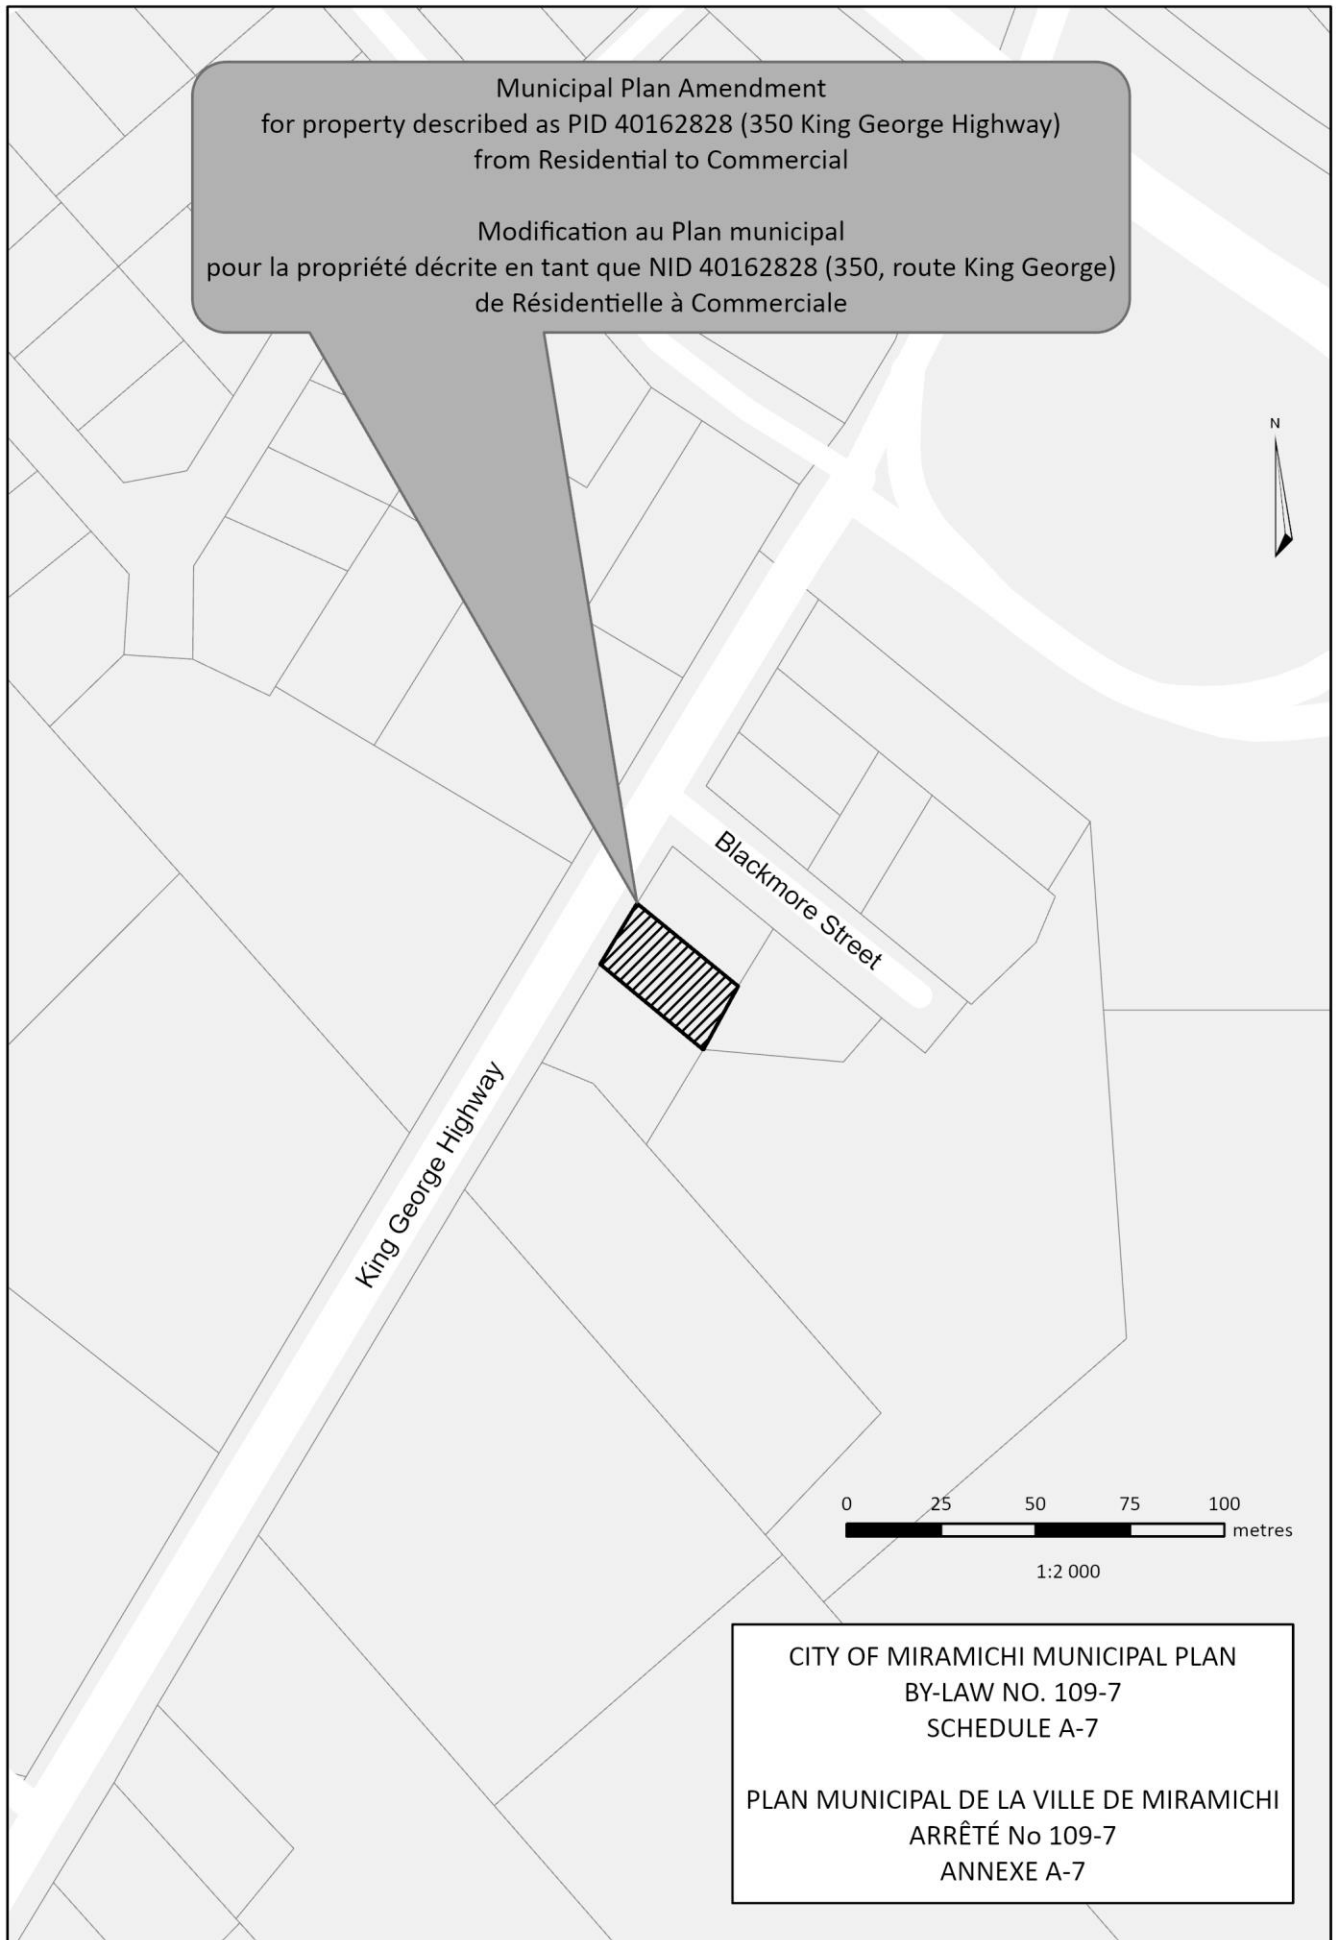 Municipal Plan Amendment
for property described as PID 40162828 (350 King George Highway)
from Residential to Commercial
Modification au Plan municipal
pour la propriété décrite en tant que NID 40162828 (350, route King George)
de Résidentielle à Commerciale
N
Blackmore Street
King George Highway
0 25 50 75 100
metres
1:2 000
CITY OF MIRAMICHI MUNICIPAL PLAN
BY-LAW NO. 109-7
SCHEDULE A-7
PLAN MUNICIPAL DE LA VILLE DE MIRAMICHI
ARRÊTÉ No 109-7
ANNEXE A-7